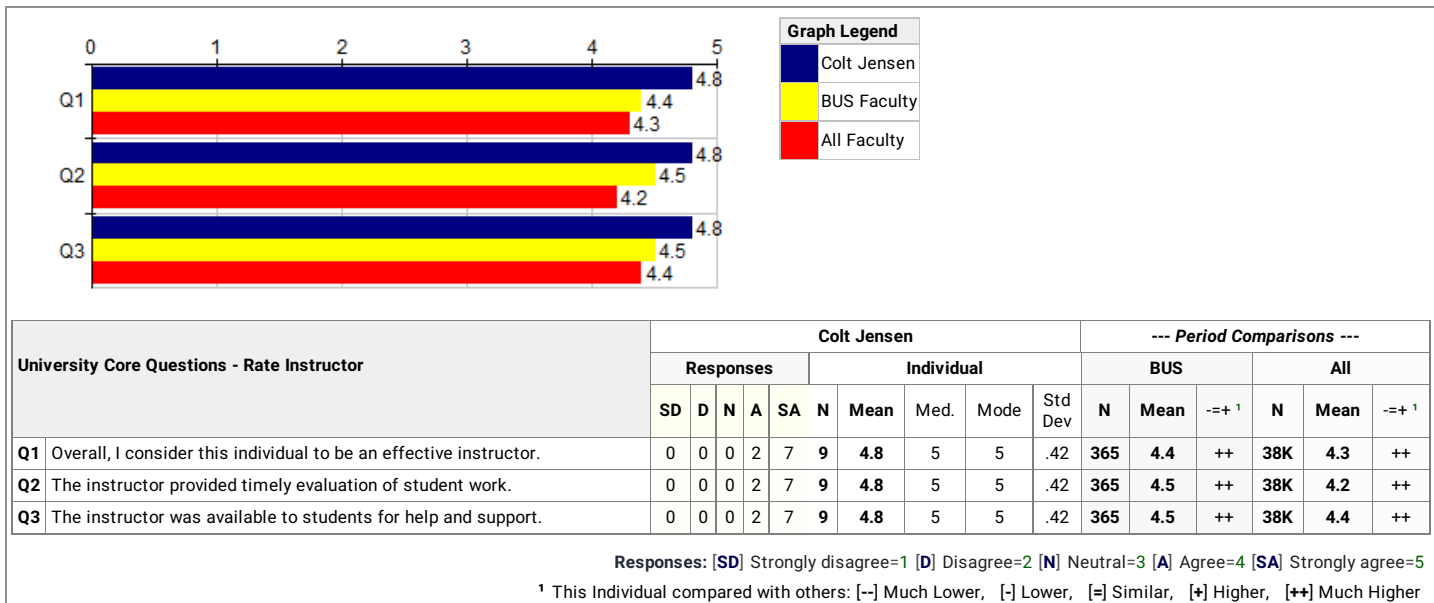 0 1 2 3 4 5
Q1
4.8
4.4
4.3
Q2
4.8
4.5
4.2
Q3
4.8
4.5
4.4
Graph Legend
Colt Jensen
BUS Faculty
All Faculty
University Core Questions - Rate Instructor
Colt Jensen --- Period Comparisons ---
Responses Individual BUS All
SD D N A SA N Mean Med. Mode Std Dev N Mean -=+ ¹ N Mean -=+ ¹
Q1 Overall, I consider this individual to be an effective instructor. 0 0 0 2 7 9 4.8 5 5 .42 365 4.4 ++ 38K 4.3 ++
Q2 The instructor provided timely evaluation of student work. 0 0 0 2 7 9 4.8 5 5 .42 365 4.5 ++ 38K 4.2 ++
Q3 The instructor was available to students for help and support. 0 0 0 2 7 9 4.8 5 5 .42 365 4.5 ++ 38K 4.4 ++
Responses: [SD] Strongly disagree=1 [D] Disagree=2 [N] Neutral=3 [A] Agree=4 [SA] Strongly agree=5
¹ This Individual compared with others: [--] Much Lower, [-] Lower, [=] Similar, [+] Higher, [++] Much Higher